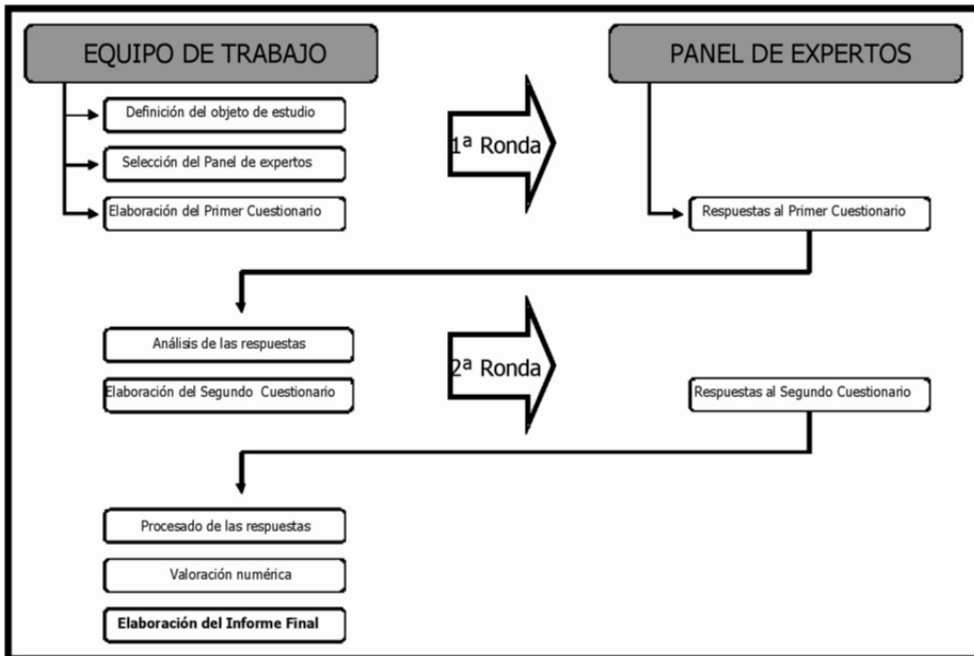 EQUIPO DE TRABAJO
PANEL DE EXPERTOS
Definición del objeto de estudio
1ª Ronda
Selección del Panel de expertos
Elaboración del Primer Cuestionario
Respuestas al Primer Cuestionario
Análisis de las respuestas
2ª Ronda
Elaboración del Segundo Cuestionario
Respuestas al Segundo Cuestionario
Procesado de las respuestas
Valoración numérica
Elaboración del Informe Final